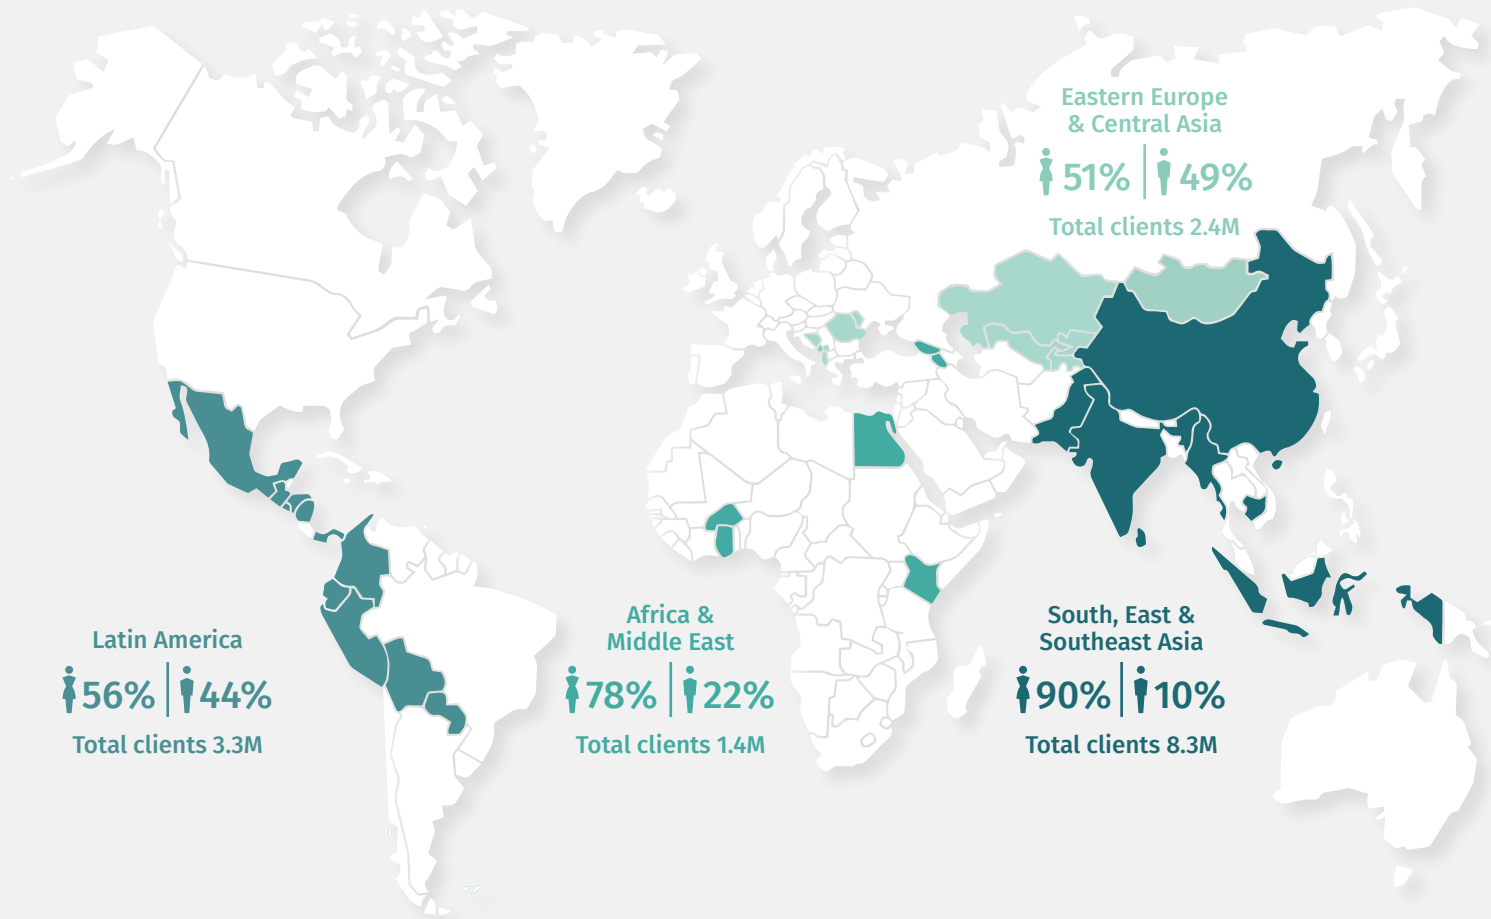 Eastern Europe
& Central Asia
51% 49%
Total clients 2.4M
Latin America
56% 44%
Total clients 3.3M
Africa &
Middle East
78% 22%
Total clients 1.4M
South, East &
Southeast Asia
90% 10%
Total clients 8.3M